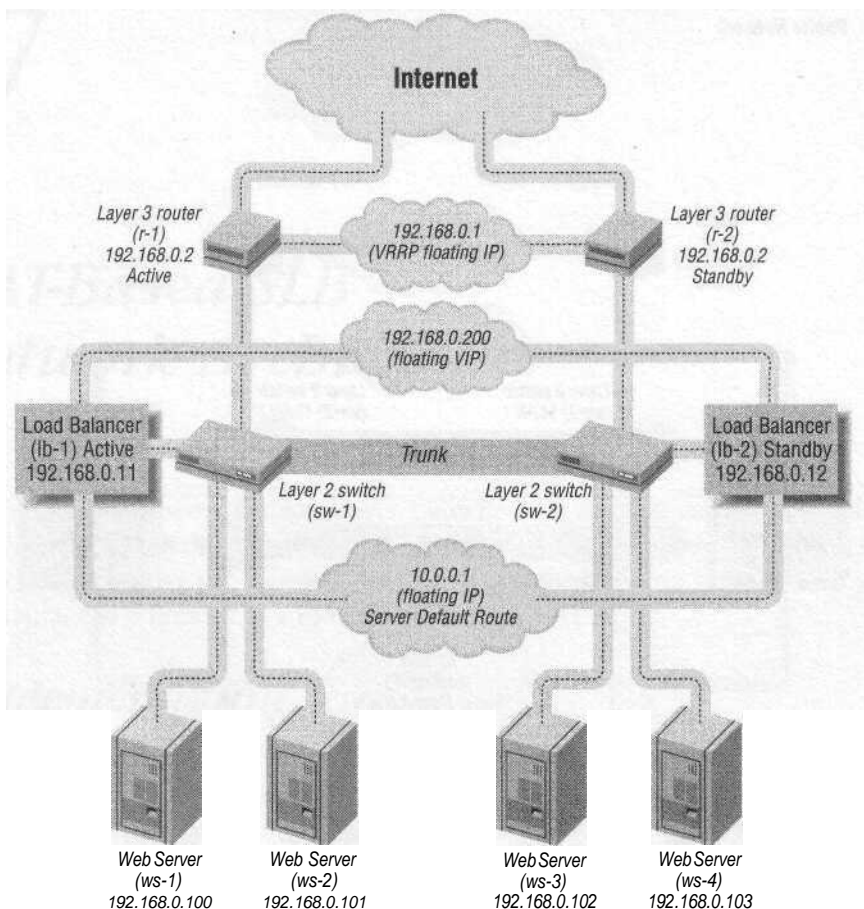 Internet
Layer 3 router
(r-1)
192.168.0.2
Active
192.168.0.1
(VRRP floating IP)
Layer 3 router
(r-2)
192.168.0.2
Standby
192.168.0.200
(floating VIP)
Load Balancer
(lb-1) Active
192.168.0.11
Trunk
Load Balancer
(lb-2) Standby
192.168.0.12
Layer 2 switch
(sw-1)
Layer 2 switch
(sw-2)
10.0.0.1
(floating IP)
Server Default Route
Web Server
(ws-1)
192.168.0.100
Web Server
(ws-2)
192.168.0.101
Web Server
(ws-3)
192.168.0.102
Web Server
(ws-4)
192.168.0.103